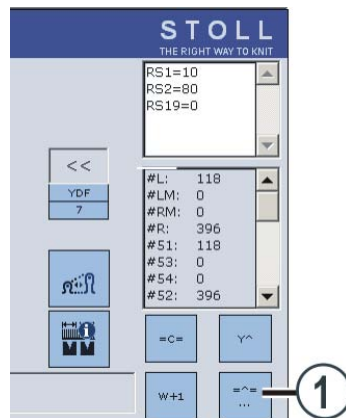 STOLL
THE RIGHT WAY TO KNIT
RS1=10
RS2=80
RS19=0
<<
YDF
7
#L: 118
#LM: 0
#RM: 0
#R: 396
#51: 118
#53: 0
#54: 0
#52: 396
=C=
Y^
W+1
=^=
...
1